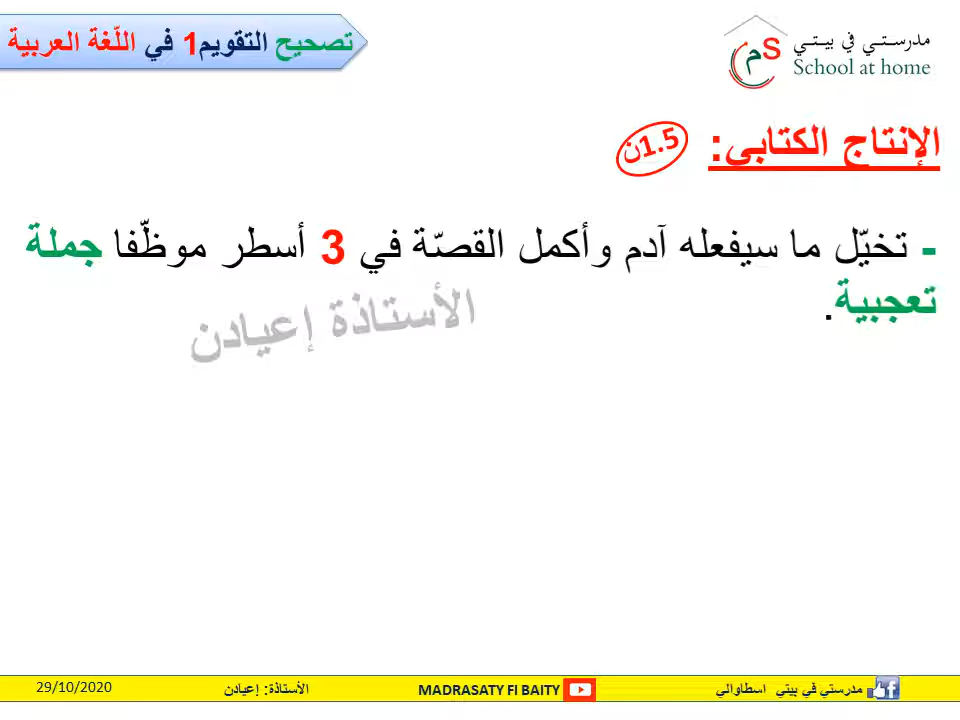 تصحيح التقويم1 في اللّغة العربية
مدرستي في بيتي
School at home
الإنتاج الكتابي:
1.5ن
- تخيّل ما سيفعله آدم وأكمل القصّة في 3 أسطر موظّفا جملة
تعجبية.
الأستاذة إعيادن
مدرستي في بيتي اسطاوالي
MADRASATY FI BAITY
الأستاذة: إعيادن
29/10/2020